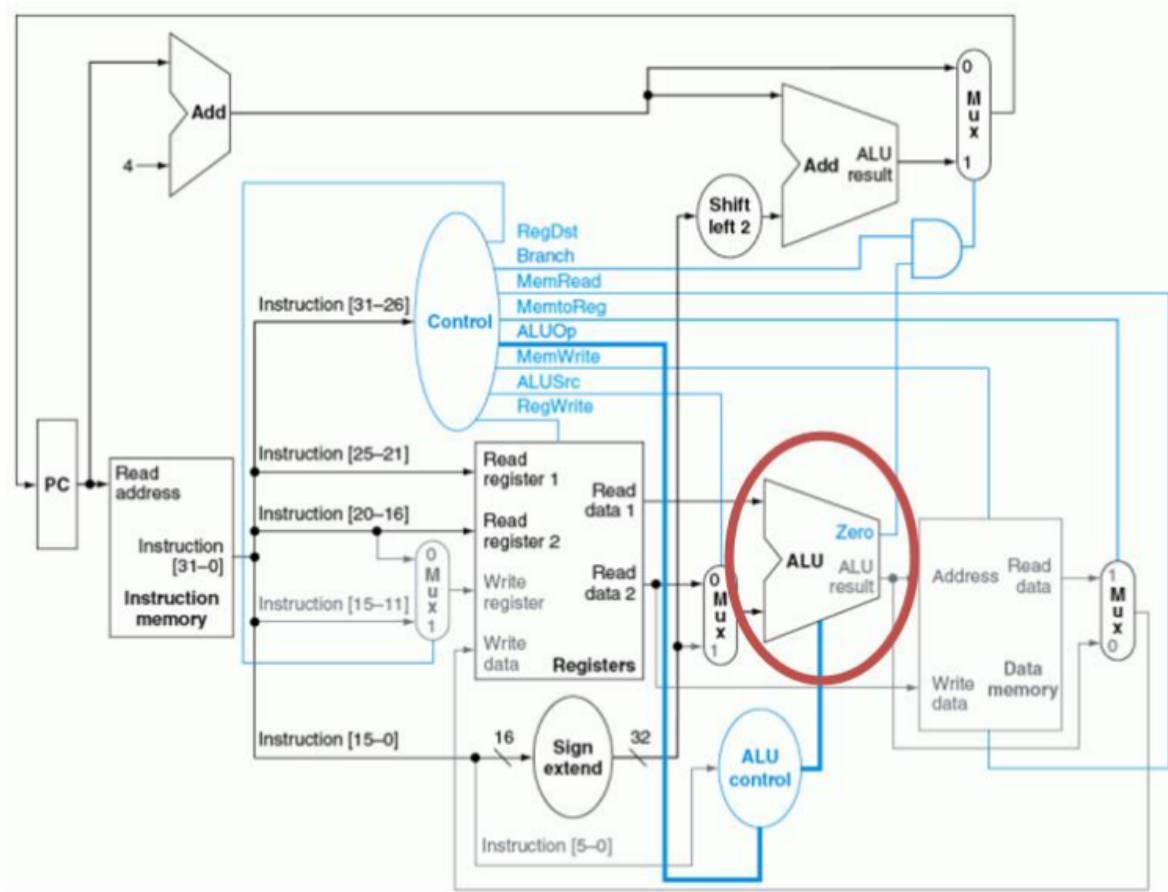 Add
4
Add
ALU
result
0
M
u
x
1
Shift
left 2
RegDst
Branch
MemRead
MemtoReg
ALUOp
MemWrite
ALUSrc
RegWrite
Control
Instruction [31–26]
PC
Read
address
Instruction
[31–0]
Instruction
memory
Instruction [25–21]
Instruction [20–16]
Instruction [15–11]
0
M
u
x
1
Read
register 1
Read
register 2
Write
register
Write
data
Read
data 1
Read
data 2
Registers
0
M
u
x
1
Zero
ALU
ALU
result
Address
Read
data
Write
data
Data
memory
1
M
u
x
0
Instruction [15–0]
16
Sign
extend
32
ALU
control
Instruction [5–0]